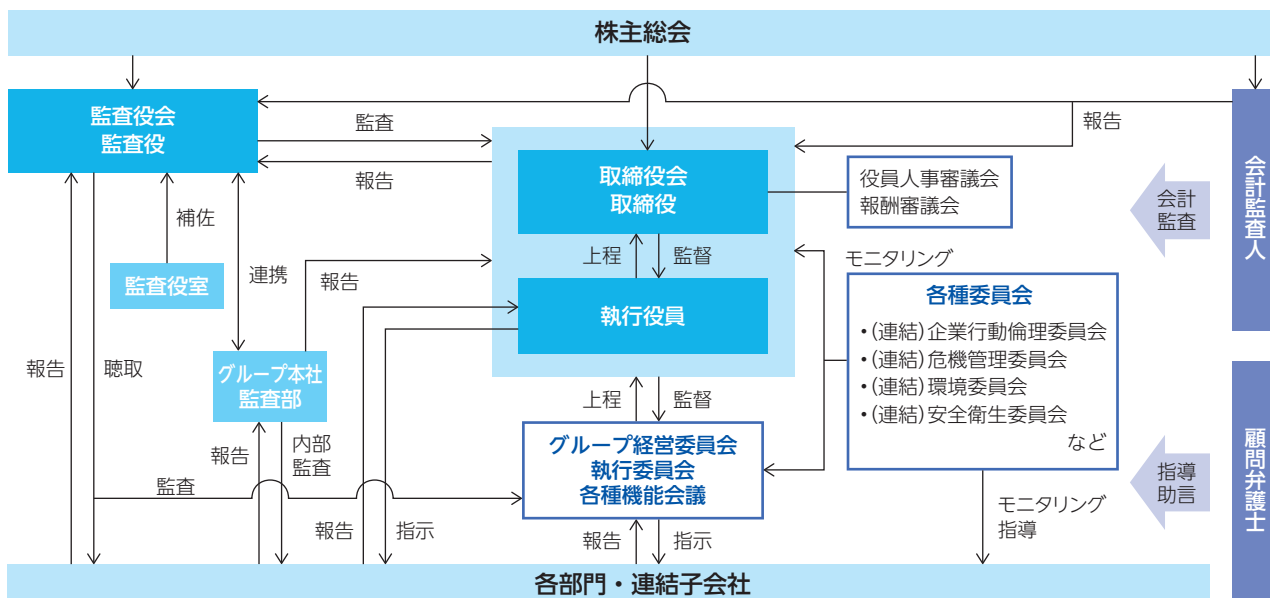 株主総会
監査役会
監査役
監査
報告
報告
取締役会
取締役
役員人事審議会
報酬審議会
会計
監査
会計監査人
補佐
監査役室
連携
報告
上程
監督
執行役員
モニタリング
各種委員会
・(連結)企業行動倫理委員会
・(連結)危機管理委員会
・(連結)環境委員会
・(連結)安全衛生委員会
など
報告
聴取
グループ本社
監査部
上程
監督
報告
内部
監査
グループ経営委員会
執行委員会
各種機能会議
指導
助言
顧問弁護士
監査
報告
指示
報告
指示
モニタリング
指導
各部門・連結子会社